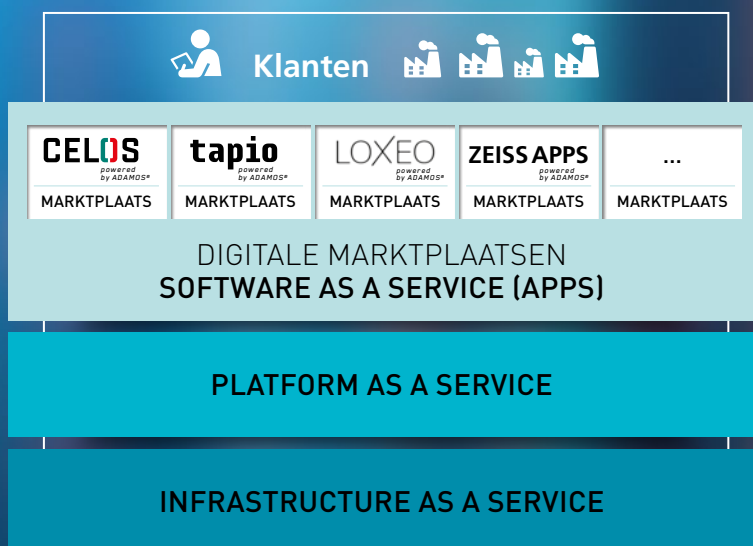 Klanten
CELOS
powered
by ADAMOS®
MARKTPLAATS
tapio
powered
by ADAMOS®
MARKTPLAATS
LOXEO
powered
by ADAMOS®
MARKTPLAATS
ZEISS APPS
powered
by ADAMOS®
MARKTPLAATS
...
MARKTPLAATS
DIGITALE MARKTPLAATSEN
SOFTWARE AS A SERVICE (APPS)
PLATFORM AS A SERVICE
INFRASTRUCTURE AS A SERVICE